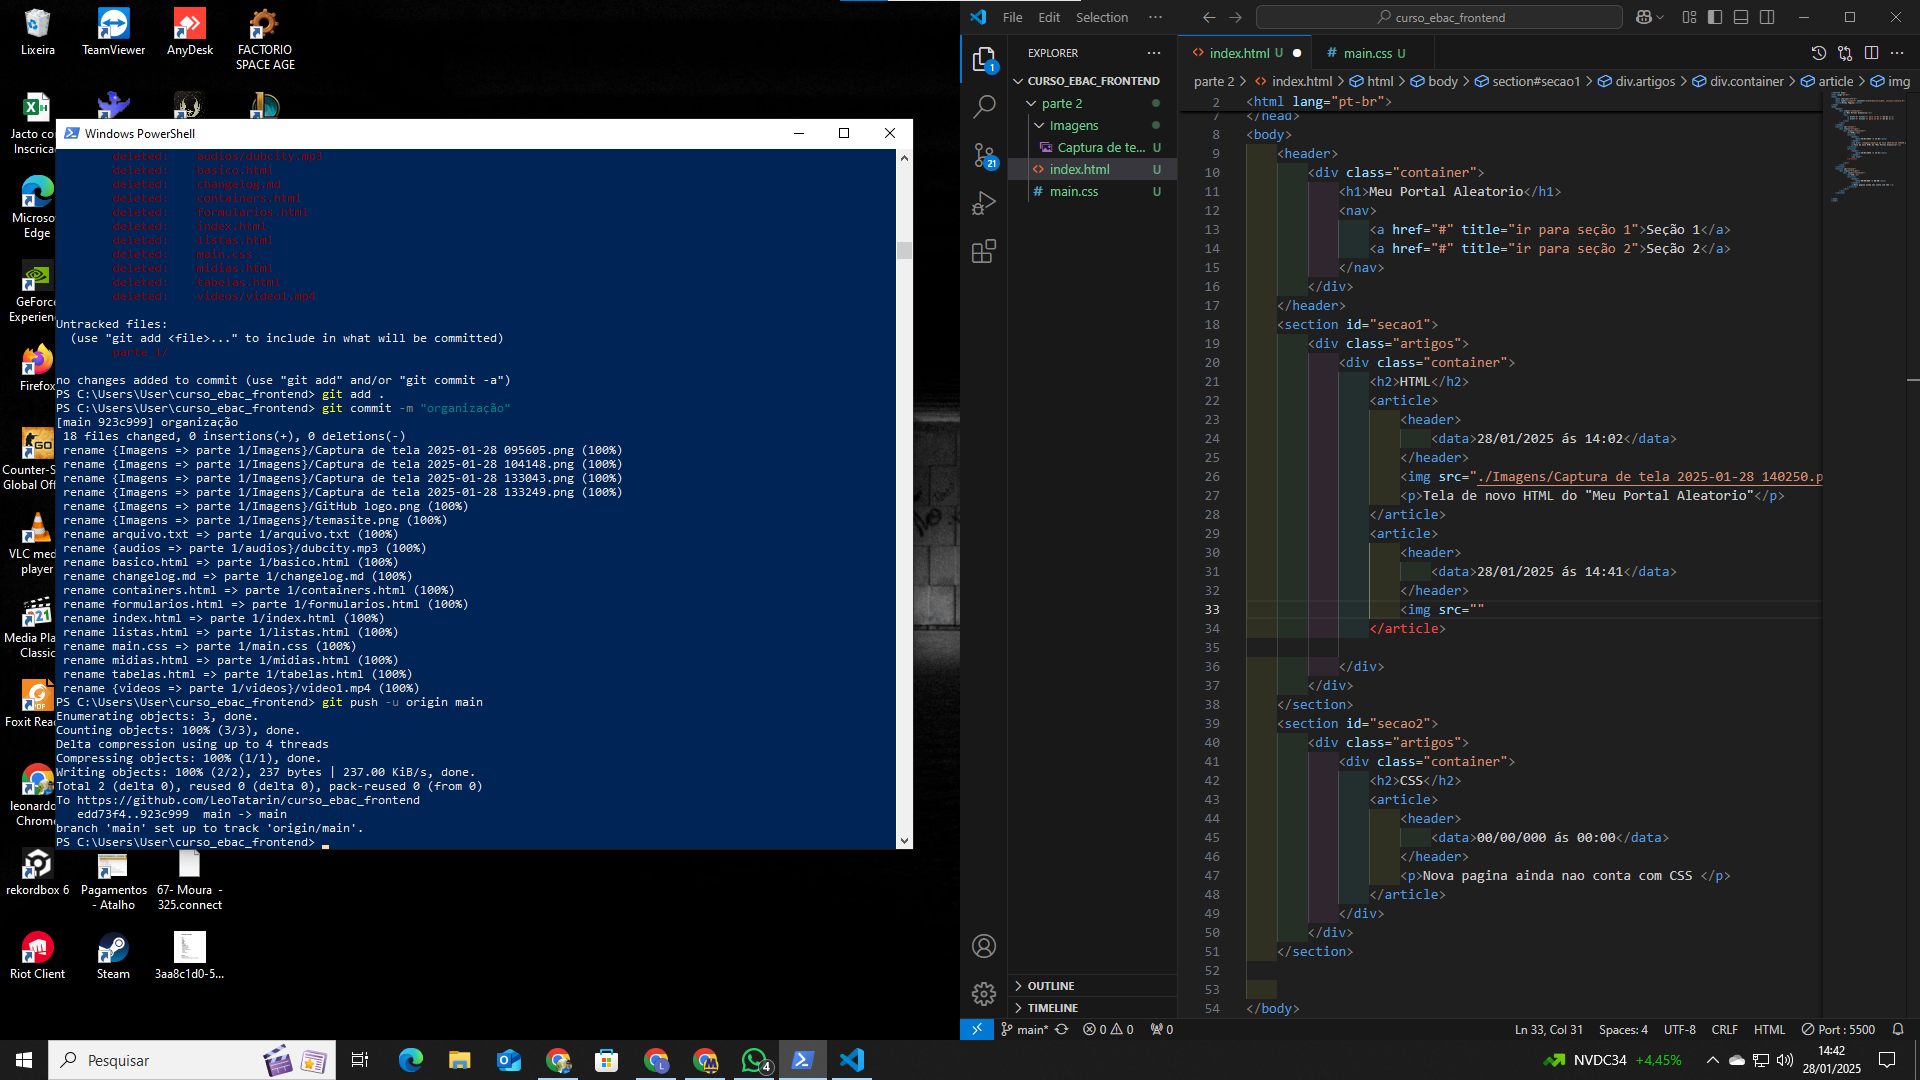 Lixeira
TeamViewer
AnyDesk
FACTORIO
SPACE AGE
Jacto co
Inscrica
Microso
Edge
GeForce
Experien
Firefox
Counter-S
Global Off
VLC med
player
Media Pla
Classic
Foxit Rea
leonardo
Chrom
rekordbox 6
Pagamentos
- Atalho
67- Moura -
325.connect
Riot Client
Steam
3aa8c1d0-5...
Windows PowerShell
deleted: audios/dubcity.mp3
deleted: basico.html
deleted: changelog.md
deleted: containers.html
deleted: formularios.html
deleted: index.html
deleted: listas.html
deleted: main.css
deleted: midias.html
deleted: tabelas.html
deleted: videos/video1.mp4
Untracked files:
(use "git add <file>..." to include in what will be committed)
parte 1/
no changes added to commit (use "git add" and/or "git commit -a")
PS C:\Users\User\curso_ebac_frontend> git add .
PS C:\Users\User\curso_ebac_frontend> git commit -m "organização"
[main 923c999] organização
18 files changed, 0 insertions(+), 0 deletions(-)
rename {Imagens => parte 1/Imagens}/Captura de tela 2025-01-28 095605.png (100%)
rename {Imagens => parte 1/Imagens}/Captura de tela 2025-01-28 104148.png (100%)
rename {Imagens => parte 1/Imagens}/Captura de tela 2025-01-28 133043.png (100%)
rename {Imagens => parte 1/Imagens}/Captura de tela 2025-01-28 133249.png (100%)
rename {Imagens => parte 1/Imagens}/GitHub logo.png (100%)
rename {Imagens => parte 1/Imagens}/temasite.png (100%)
rename arquivo.txt => parte 1/arquivo.txt (100%)
rename {audios => parte 1/audios}/dubcity.mp3 (100%)
rename basico.html => parte 1/basico.html (100%)
rename changelog.md => parte 1/changelog.md (100%)
rename containers.html => parte 1/containers.html (100%)
rename formularios.html => parte 1/formularios.html (100%)
rename index.html => parte 1/index.html (100%)
rename listas.html => parte 1/listas.html (100%)
rename main.css => parte 1/main.css (100%)
rename midias.html => parte 1/midias.html (100%)
rename tabelas.html => parte 1/tabelas.html (100%)
rename {videos => parte 1/videos}/video1.mp4 (100%)
PS C:\Users\User\curso_ebac_frontend> git push -u origin main
Enumerating objects: 3, done.
Counting objects: 100% (3/3), done.
Delta compression using up to 4 threads
Compressing objects: 100% (1/1), done.
Writing objects: 100% (2/2), 237 bytes | 237.00 KiB/s, done.
Total 2 (delta 0), reused 0 (delta 0), pack-reused 0 (from 0)
To https://github.com/LeoTatarin/curso_ebac_frontend
edd73f4..923c999 main -> main
branch 'main' set up to track 'origin/main'.
PS C:\Users\User\curso_ebac_frontend>
File Edit Selection ...
curso_ebac_frontend
EXPLORER
CURSO_EBAC_FRONTEND
parte 2
Imagens
Captura de te... U
index.html U
main.css U
OUTLINE
TIMELINE
1
21
index.html U
main.css U
parte 2 > index.html > html > body > section#secao1 > div.artigos > div.container > article > img
2 <html lang="pt-br">
7 </head>
8 <body>
9 <header>
10 <div class="container">
11 <h1>Meu Portal Aleatorio</h1>
12 <nav>
13 <a href="#" title="ir para seção 1">Seção 1</a>
14 <a href="#" title="ir para seção 2">Seção 2</a>
15 </nav>
16 </div>
17 </header>
18 <section id="secao1">
19 <div class="artigos">
20 <div class="container">
21 <h2>HTML</h2>
22 <article>
23 <header>
24 <data>28/01/2025 ás 14:02</data>
25 </header>
26 <img src="./Imagens/Captura de tela 2025-01-28 140250.p
27 <p>Tela de novo HTML do "Meu Portal Aleatorio"</p>
28 </article>
29 <article>
30 <header>
31 <data>28/01/2025 ás 14:41</data>
32 </header>
33 <img src=""
34 </article>
35
36 </div>
37 </div>
38 </section>
39 <section id="secao2">
40 <div class="artigos">
41 <div class="container">
42 <h2>CSS</h2>
43 <article>
44 <header>
45 <data>00/00/000 ás 00:00</data>
46 </header>
47 <p>Nova pagina ainda nao conta com CSS </p>
48 </article>
49 </div>
50 </div>
51 </section>
52
53
54 </body>
main* 0 0 0
Ln 33, Col 31 Spaces: 4 UTF-8 CRLF HTML Port : 5500
Pesquisar
4
NVDC34 +4,45%
14:42
28/01/2025